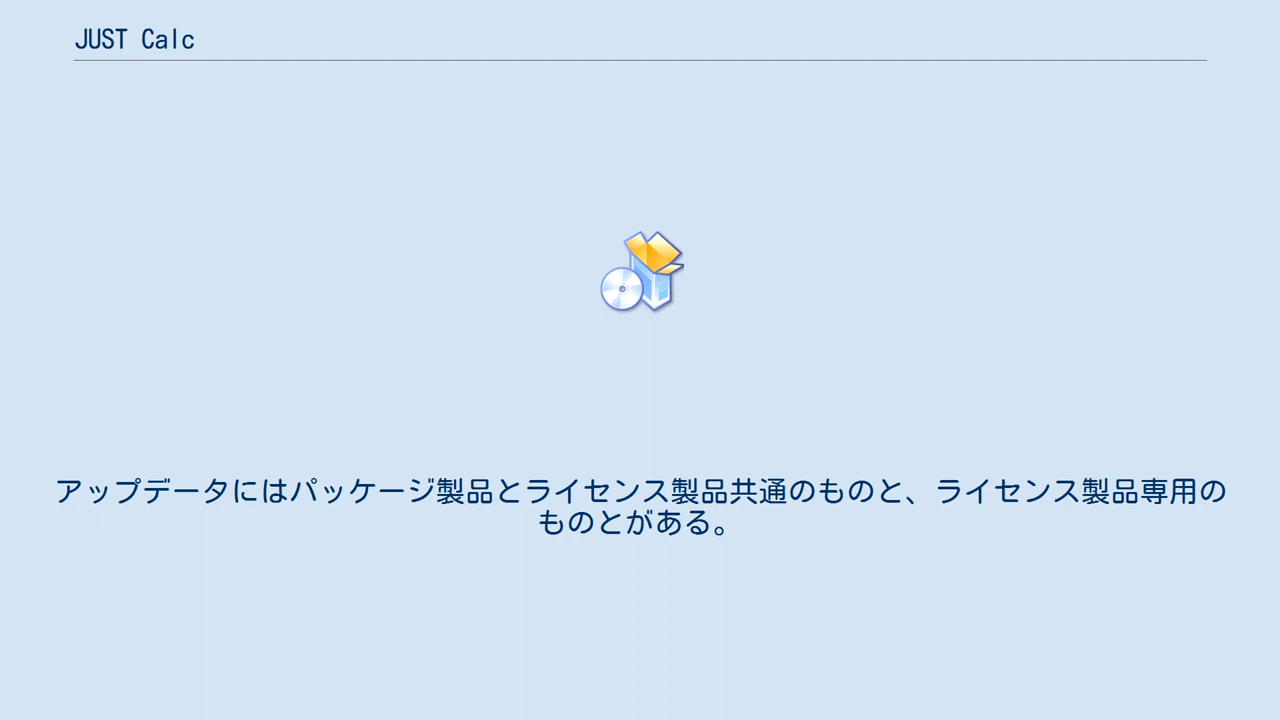 JUST Calc
アップデータにはパッケージ製品とライセンス製品共通のものと、ライセンス製品専用の
ものとがある。